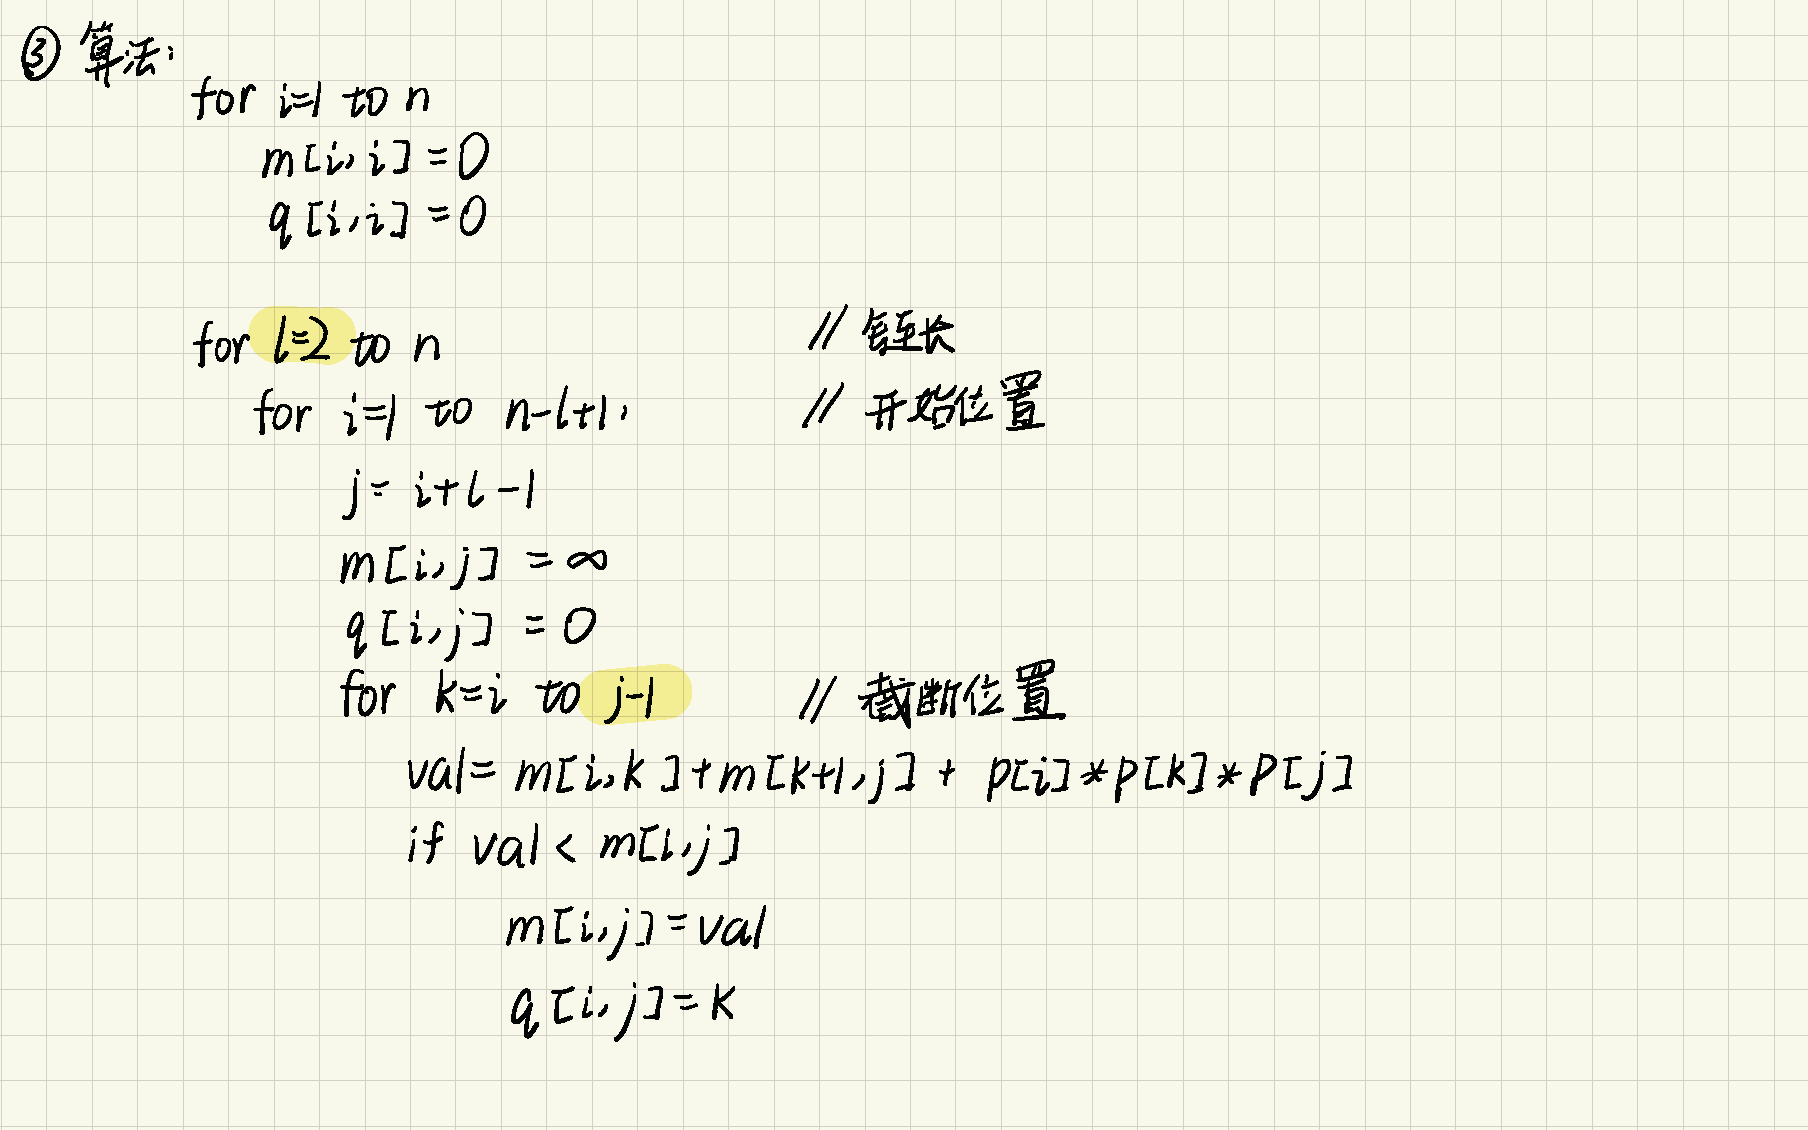 ③ 算法:
for i=1 to n
m[i,i]=0
q[i,i]=0
for l=2 to n // 链长
for i=1 to n-l+1, // 开始位置
j= i+l-1
m[i,j] = ∞
q[i,j] = 0
for k=i to j-1 // 截断位置
val= m[i,k]+m[k+1,j] + p[i]*p[k]*p[j]
if val < m[i,j]
m[i,j]=val
q[i,j]=k